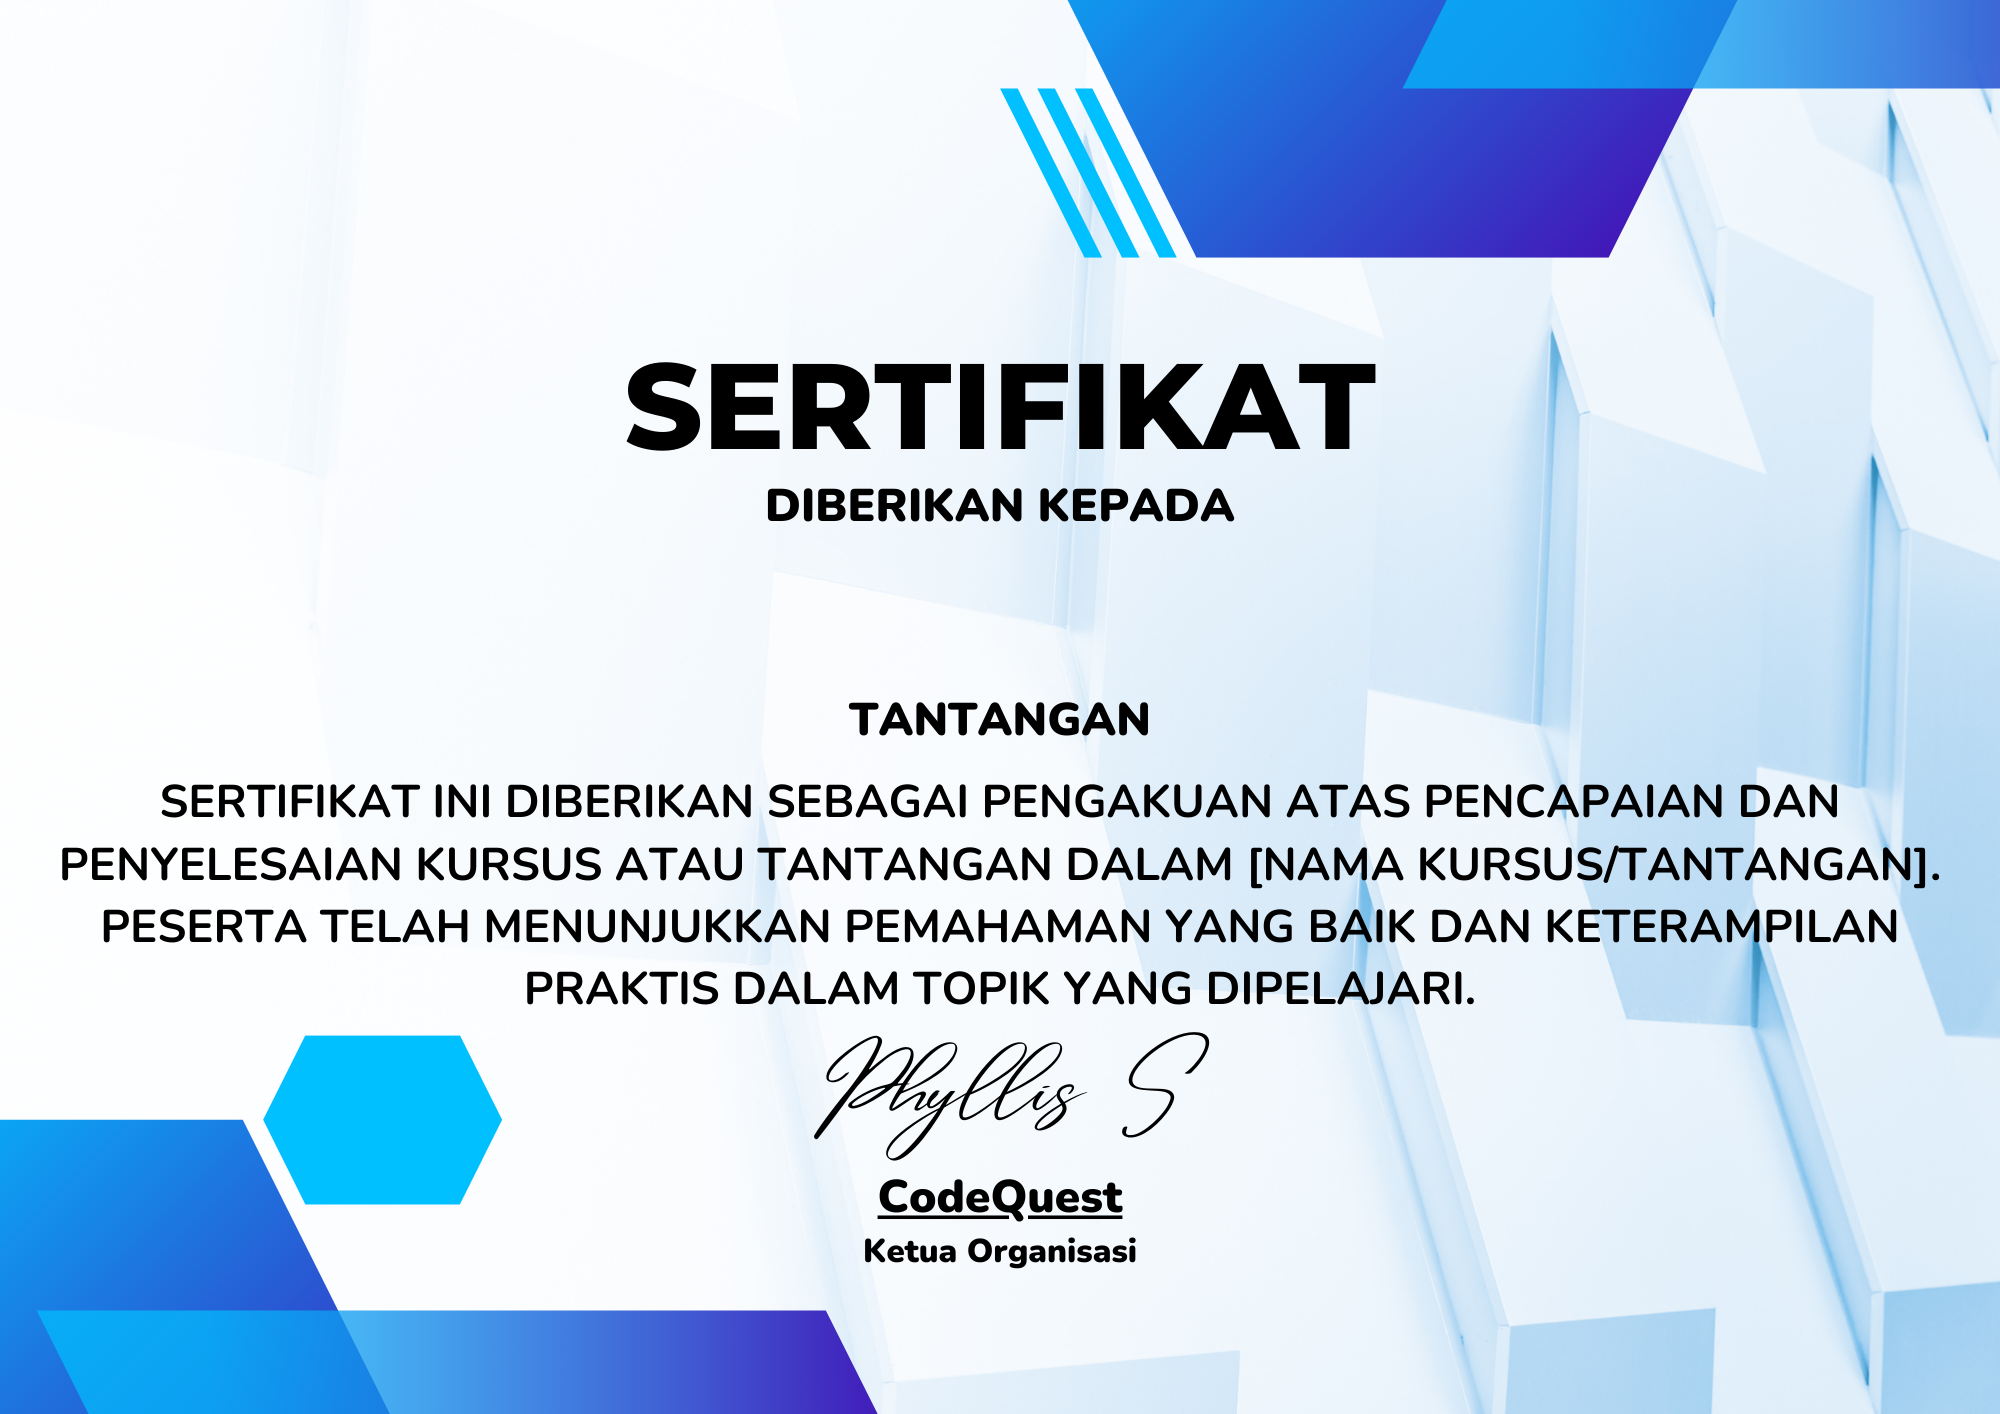 SERTIFIKAT
DIBERIKAN KEPADA
TANTANGAN
SERTIFIKAT INI DIBERIKAN SEBAGAI PENGAKUAN ATAS PENCAPAIAN DAN
PENYELESAIAN KURSUS ATAU TANTANGAN DALAM [NAMA KURSUS/TANTANGAN].
PESERTA TELAH MENUNJUKKAN PEMAHAMAN YANG BAIK DAN KETERAMPILAN
PRAKTIS DALAM TOPIK YANG DIPELAJARI.
Phyllis S
CodeQuest
Ketua Organisasi